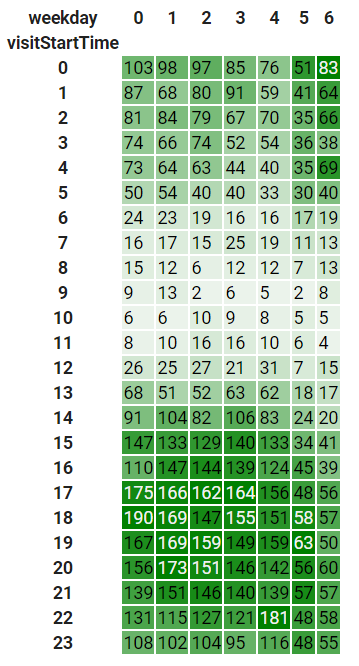 weekday 0 1 2 3 4 5 6
visitStartTime
0 103 98 97 85 76 51 83
1 87 68 80 91 59 41 64
2 81 84 79 67 70 35 66
3 74 66 74 52 54 36 38
4 73 64 63 44 40 35 69
5 50 54 40 40 33 30 40
6 24 23 19 16 16 17 19
7 16 17 15 25 19 11 13
8 15 12 6 12 12 7 13
9 9 13 2 6 5 2 8
10 6 6 10 9 8 5 5
11 8 10 16 16 10 6 4
12 26 25 27 21 31 7 15
13 68 51 52 63 62 18 17
14 91 104 82 106 83 24 20
15 147 133 129 140 133 34 41
16 110 147 144 139 124 45 39
17 175 166 162 164 156 48 56
18 190 169 147 155 151 58 57
19 167 169 159 149 159 63 50
20 156 173 151 146 142 56 60
21 139 151 146 140 139 57 57
22 131 115 127 121 181 48 58
23 108 102 104 95 116 48 55